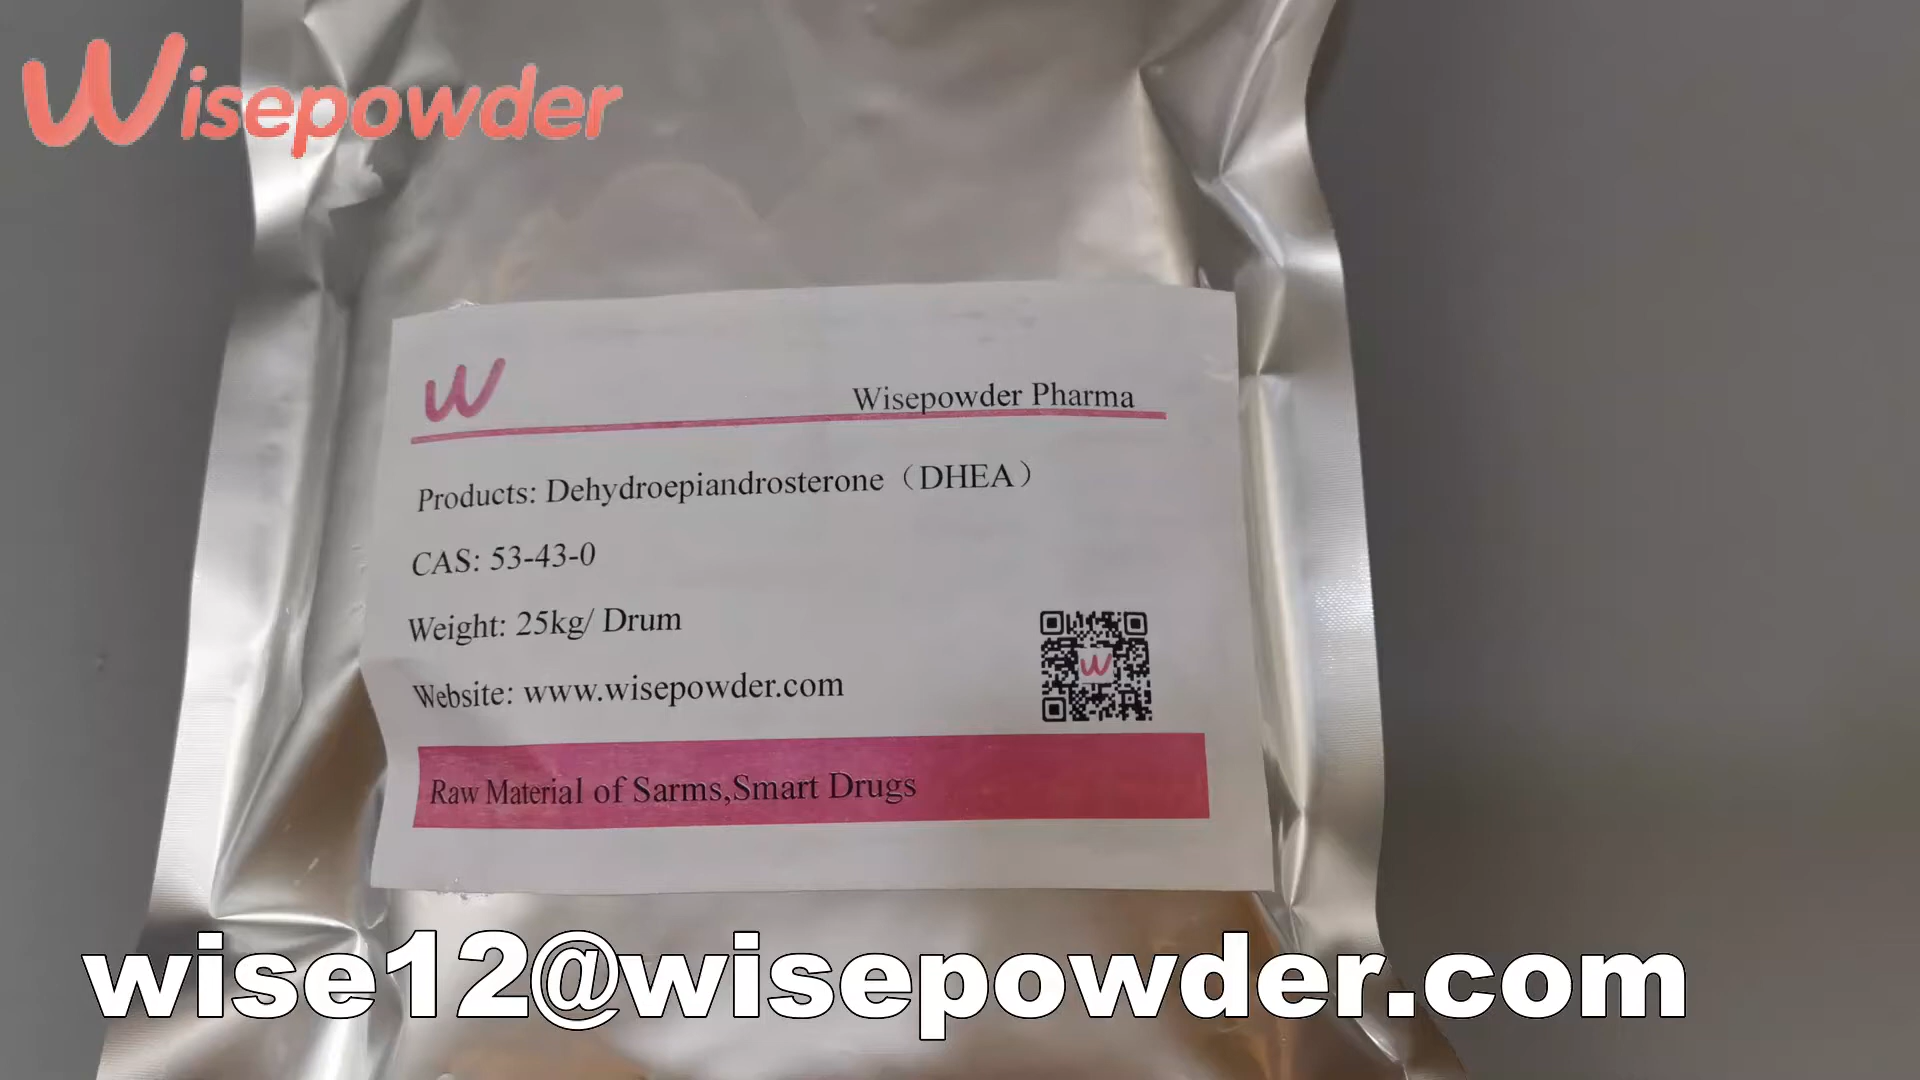 Wisepowder
W
Wisepowder Pharma
Products: Dehydroepiandrosterone（DHEA）
CAS: 53-43-0
Weight: 25kg/ Drum
Website: www.wisepowder.com
W
Raw Material of Sarms,Smart Drugs
wise12@wisepowder.com